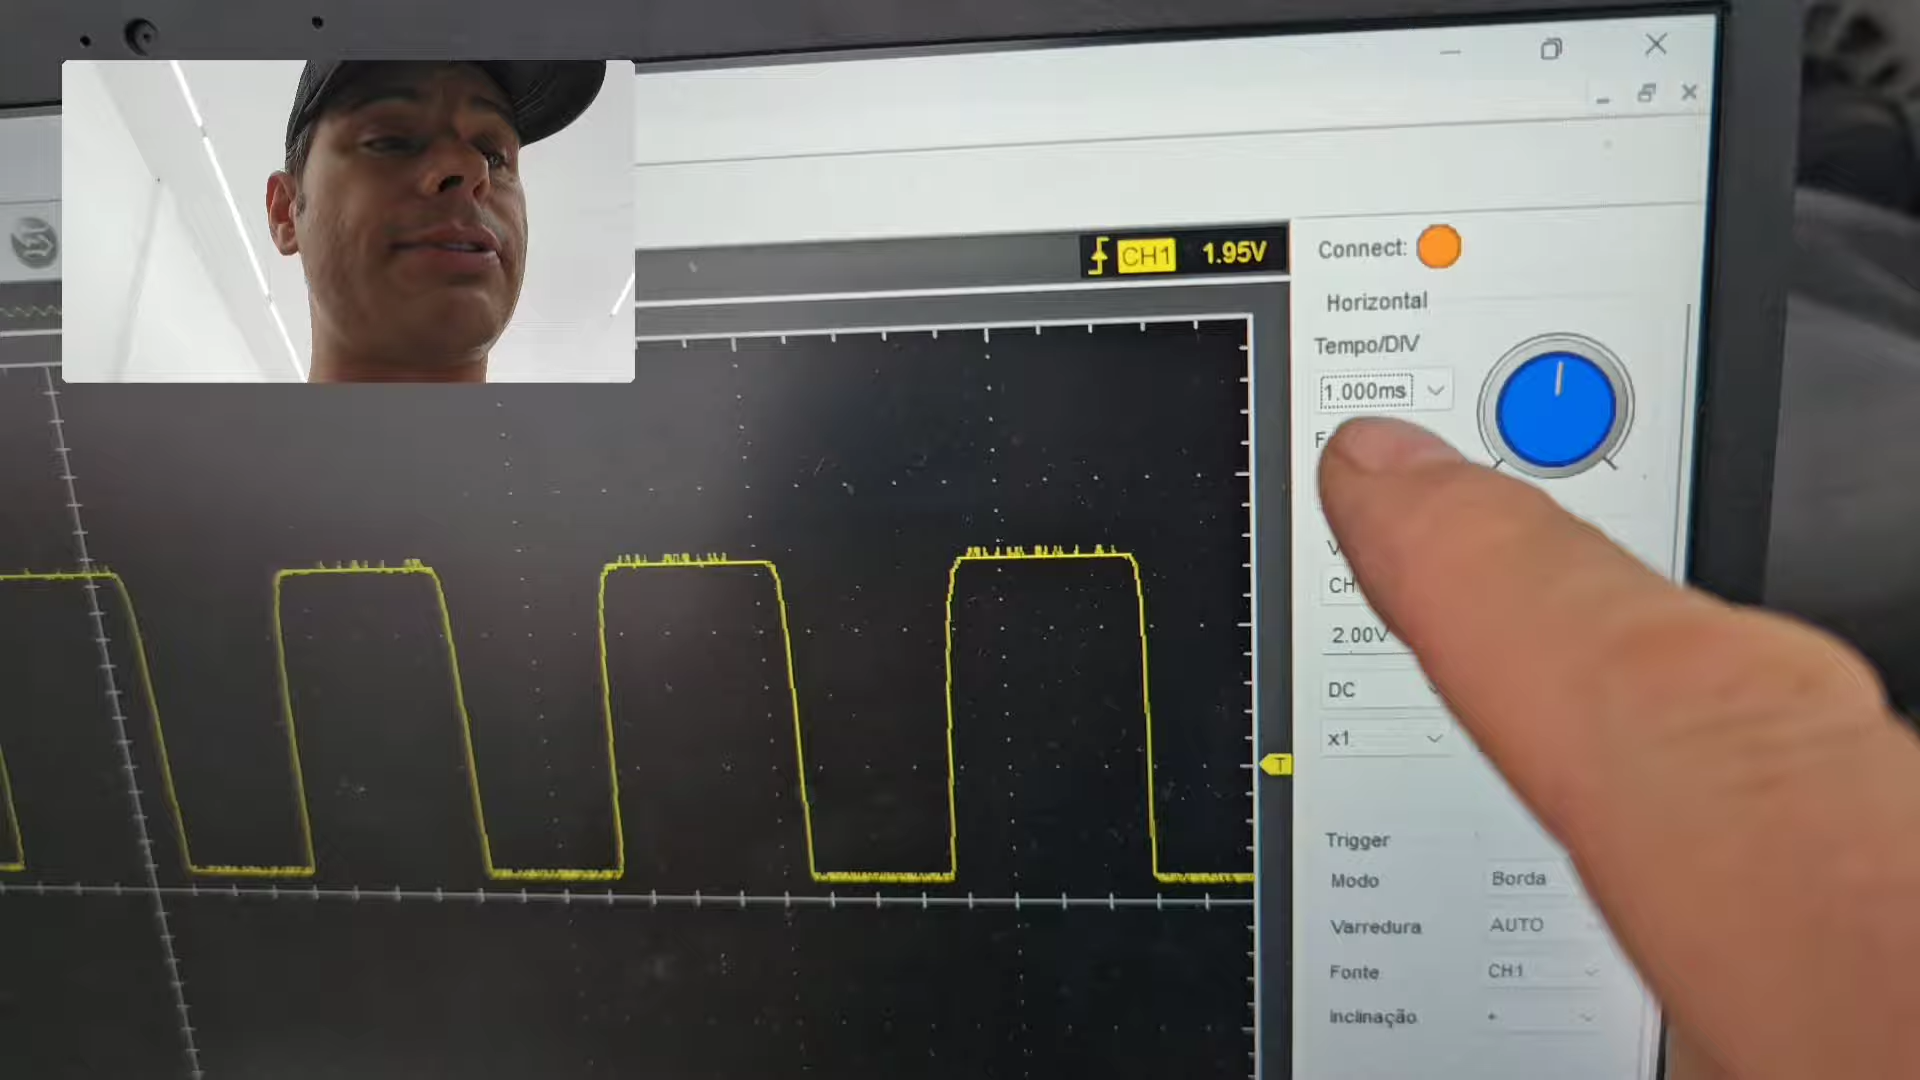 CH1 1.95V
Connect:
Horizontal
Tempo/DIV
1.000ms
F
V
CH
2.00V
DC
x1
T
Trigger
Modo Borda
Varredura AUTO
Fonte CH1
Inclinação +